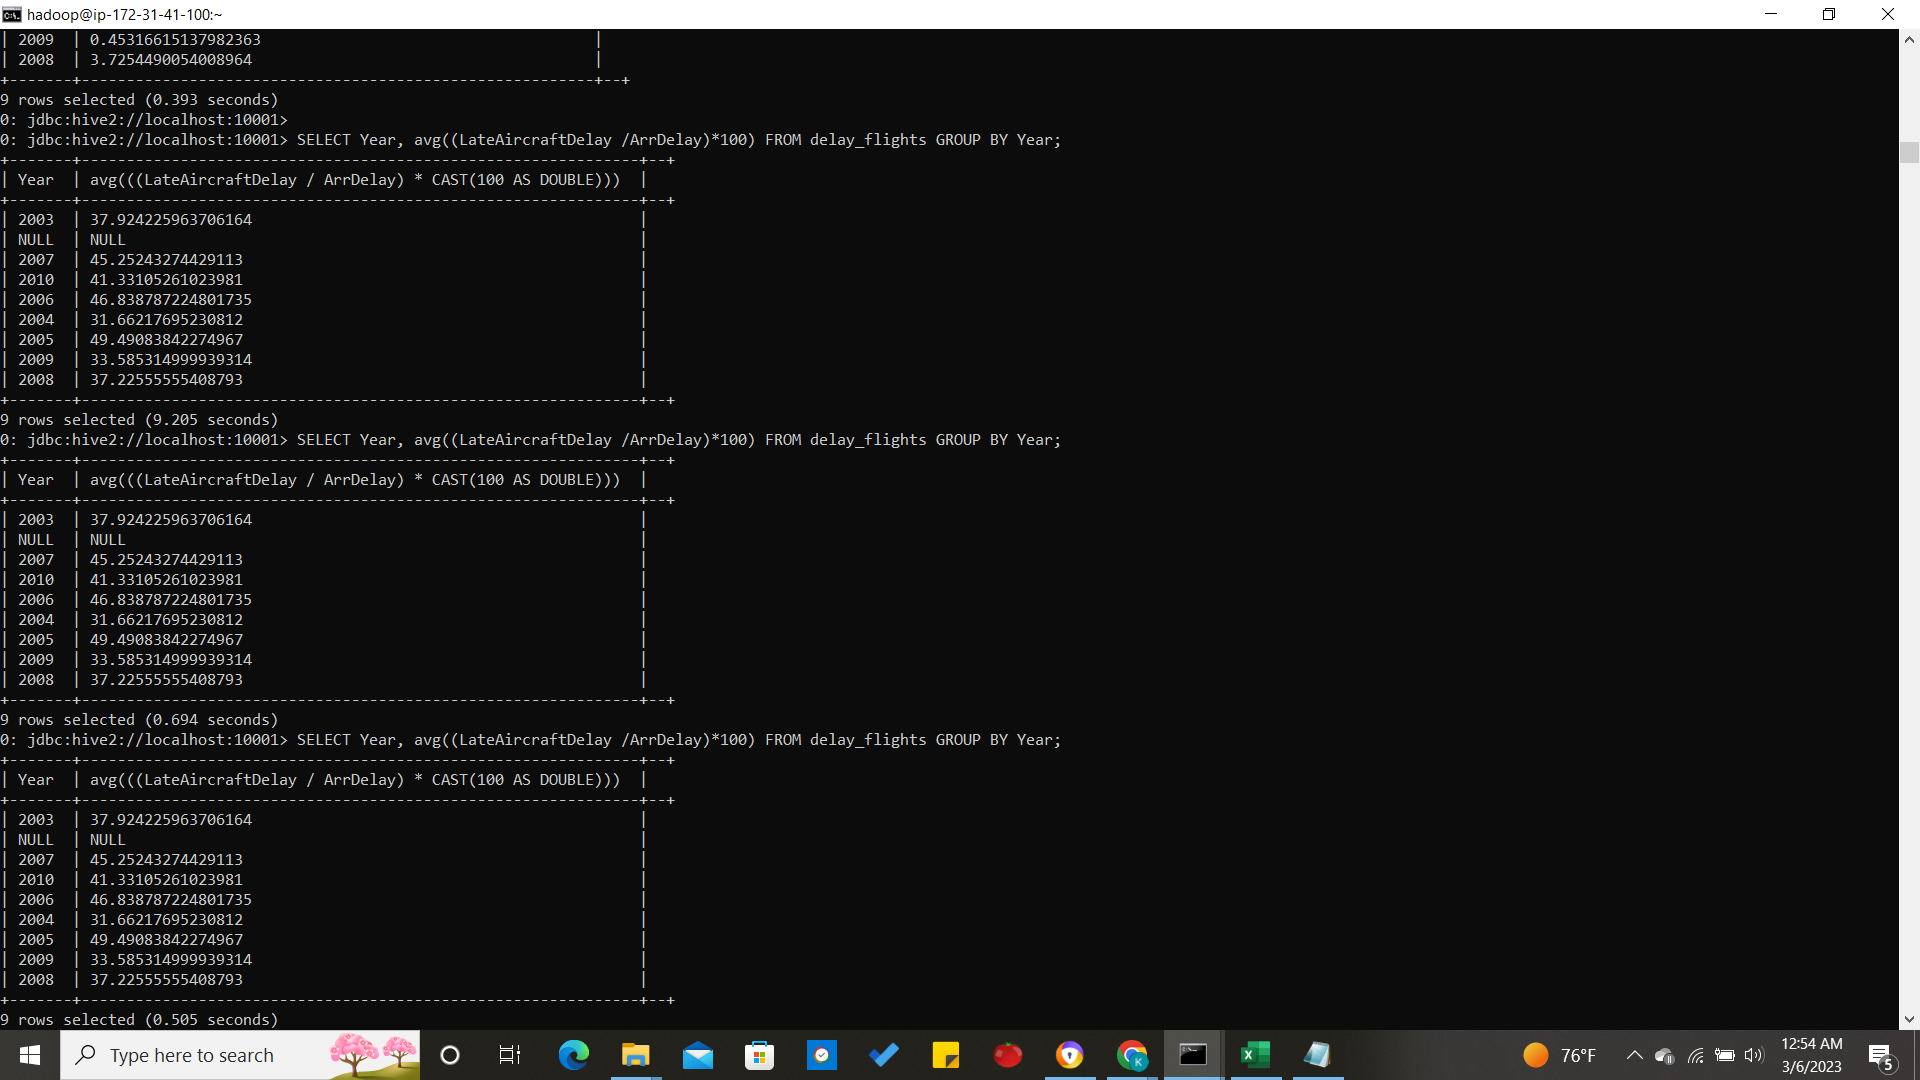 hadoop@ip-172-31-41-100:~
| 2009  | 0.45316615137982363                                     |
| 2008  | 3.7254490054008964                                      |
+-------+---------------------------------------------------------+--+
9 rows selected (0.393 seconds)
0: jdbc:hive2://localhost:10001>
0: jdbc:hive2://localhost:10001> SELECT Year, avg((LateAircraftDelay /ArrDelay)*100) FROM delay_flights GROUP BY Year;
+-------+--------------------------------------------------------------+--+
| Year  | avg(((LateAircraftDelay / ArrDelay) * CAST(100 AS DOUBLE)))  |
+-------+--------------------------------------------------------------+--+
| 2003  | 37.924225963706164                                           |
| NULL  | NULL                                                         |
| 2007  | 45.25243274429113                                            |
| 2010  | 41.33105261023981                                            |
| 2006  | 46.838787224801735                                           |
| 2004  | 31.66217695230812                                            |
| 2005  | 49.49083842274967                                            |
| 2009  | 33.585314999939314                                           |
| 2008  | 37.22555555408793                                            |
+-------+--------------------------------------------------------------+--+
9 rows selected (9.205 seconds)
0: jdbc:hive2://localhost:10001> SELECT Year, avg((LateAircraftDelay /ArrDelay)*100) FROM delay_flights GROUP BY Year;
+-------+--------------------------------------------------------------+--+
| Year  | avg(((LateAircraftDelay / ArrDelay) * CAST(100 AS DOUBLE)))  |
+-------+--------------------------------------------------------------+--+
| 2003  | 37.924225963706164                                           |
| NULL  | NULL                                                         |
| 2007  | 45.25243274429113                                            |
| 2010  | 41.33105261023981                                            |
| 2006  | 46.838787224801735                                           |
| 2004  | 31.66217695230812                                            |
| 2005  | 49.49083842274967                                            |
| 2009  | 33.585314999939314                                           |
| 2008  | 37.22555555408793                                            |
+-------+--------------------------------------------------------------+--+
9 rows selected (0.694 seconds)
0: jdbc:hive2://localhost:10001> SELECT Year, avg((LateAircraftDelay /ArrDelay)*100) FROM delay_flights GROUP BY Year;
+-------+--------------------------------------------------------------+--+
| Year  | avg(((LateAircraftDelay / ArrDelay) * CAST(100 AS DOUBLE)))  |
+-------+--------------------------------------------------------------+--+
| 2003  | 37.924225963706164                                           |
| NULL  | NULL                                                         |
| 2007  | 45.25243274429113                                            |
| 2010  | 41.33105261023981                                            |
| 2006  | 46.838787224801735                                           |
| 2004  | 31.66217695230812                                            |
| 2005  | 49.49083842274967                                            |
| 2009  | 33.585314999939314                                           |
| 2008  | 37.22555555408793                                            |
+-------+--------------------------------------------------------------+--+
9 rows selected (0.505 seconds)
Type here to search
K
76°F
12:54 AM
3/6/2023
5